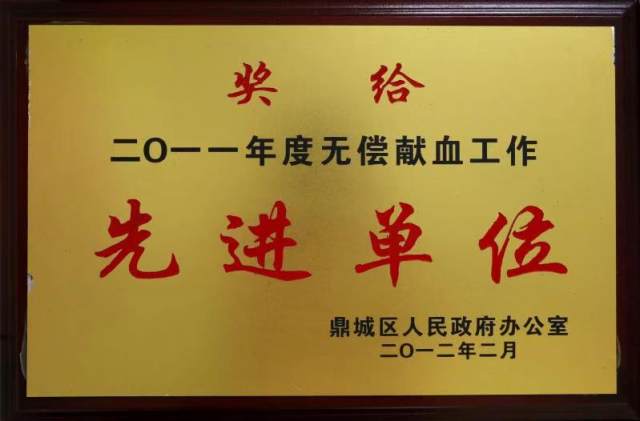 奖给
二〇一一年度无偿献血工作
先进单位
鼎城区人民政府办公室
二〇一二年二月